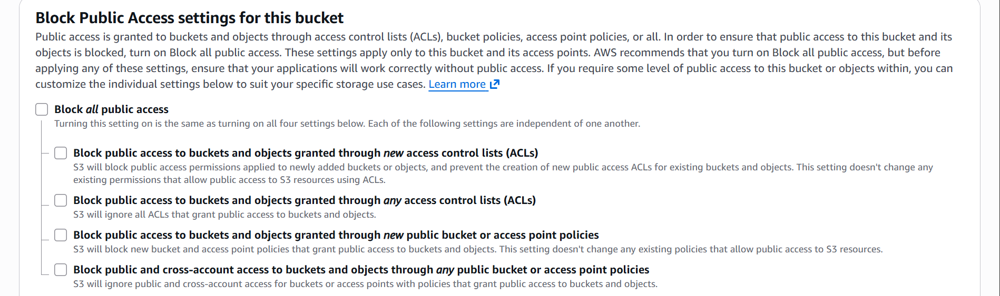 Block Public Access settings for this bucket
Public access is granted to buckets and objects through access control lists (ACLs), bucket policies, access point policies, or all. In order to ensure that public access to this bucket and its
objects is blocked, turn on Block all public access. These settings apply only to this bucket and its access points. AWS recommends that you turn on Block all public access, but before
applying any of these settings, ensure that your applications will work correctly without public access. If you require some level of public access to this bucket or objects within, you can
customize the individual settings below to suit your specific storage use cases. Learn more
Block all public access
Turning this setting on is the same as turning on all four settings below. Each of the following settings are independent of one another.
Block public access to buckets and objects granted through new access control lists (ACLs)
S3 will block public access permissions applied to newly added buckets or objects, and prevent the creation of new public access ACLs for existing buckets and objects. This setting doesn't change any
existing permissions that allow public access to S3 resources using ACLs.
Block public access to buckets and objects granted through any access control lists (ACLs)
S3 will ignore all ACLs that grant public access to buckets and objects.
Block public access to buckets and objects granted through new public bucket or access point policies
S3 will block new bucket and access point policies that grant public access to buckets and objects. This setting doesn't change any existing policies that allow public access to S3 resources.
Block public and cross-account access to buckets and objects through any public bucket or access point policies
S3 will ignore public and cross-account access for buckets or access points with policies that grant public access to buckets and objects.